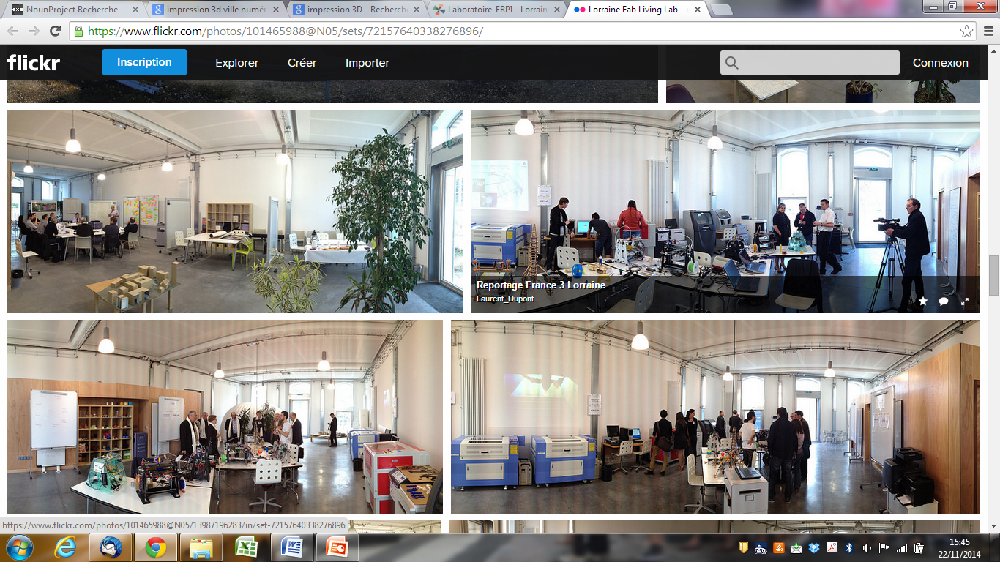 NounProject Recherche
impression 3d ville numér
impression 3D - Recherch
Laboratoire-ERPI - Lorrain
Lorraine Fab Living Lab - u
https://www.flickr.com/photos/101465988@N05/sets/72157640338276896/
flickr
Inscription
Explorer
Créer
Importer
Connexion
Reportage France 3 Lorraine
Laurent_Dupont
https://www.flickr.com/photos/101465988@N05/13987196283/in/set-72157640338276896
15:45
22/11/2014